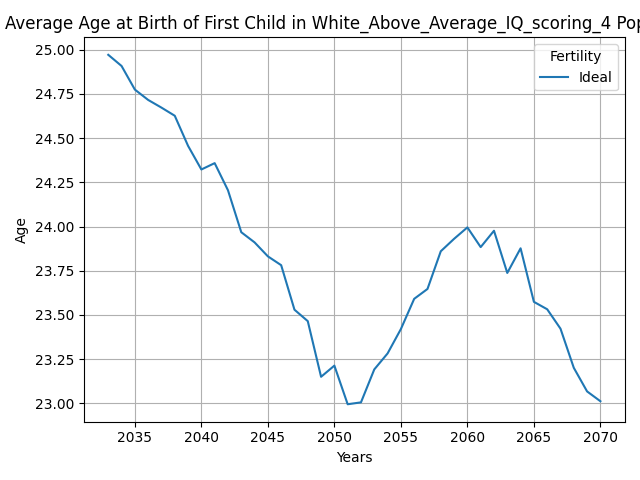 Average Age at Birth of First Child in White_Above_Average_IQ_scoring_4
25.00
24.75
24.50
24.25
24.00
23.75
23.50
23.25
23.00
Age
Fertility
Ideal
2035 2040 2045 2050 2055 2060 2065 2070
Years